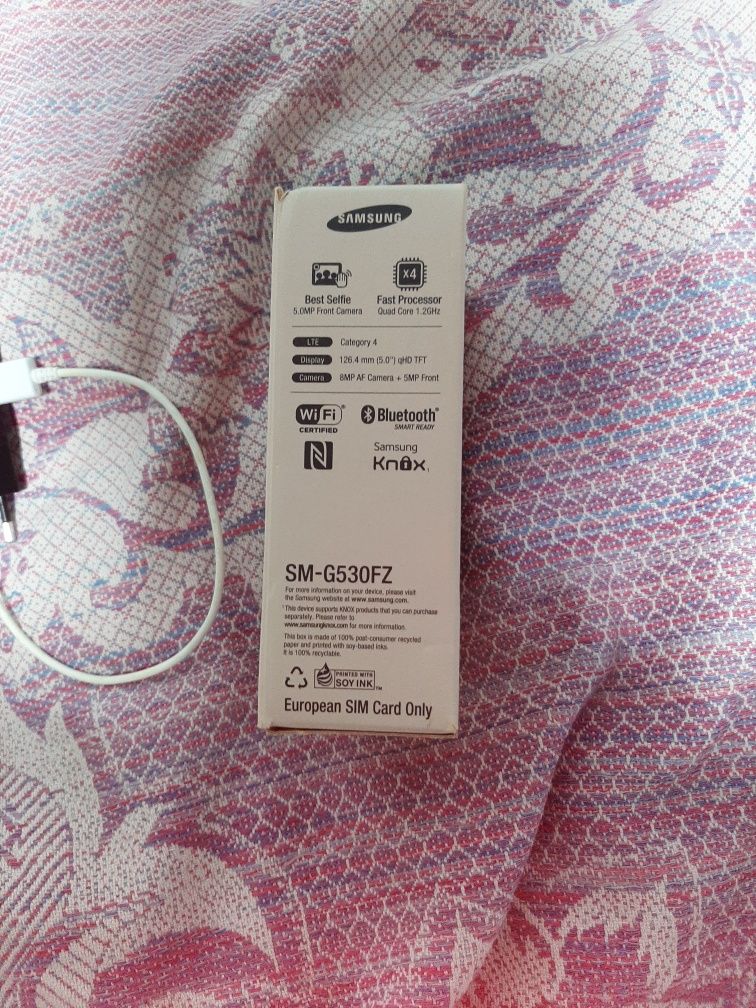 SAMSUNG
x4
Best Selfie
5.0MP Front Camera
Fast Processor
Quad Core 1.2GHz
LTE Category 4
Display 126.4 mm (5.0") qHD TFT
Camera 8MP AF Camera + 5MP Front
Wi Fi®
CERTIFIED
Bluetooth®
SMART READY
Samsung
Knox
SM-G530FZ
For more information on your device, please visit
the Samsung website at www.samsung.com.
This device supports KNOX products that you can purchase
separately. Please refer to
www.samsungknox.com for more information.
This box is made of 100% post-consumer recycled
paper and printed with soy-based inks.
It is 100% recyclable.
PRINTED WITH
SOY INK™
European SIM Card Only